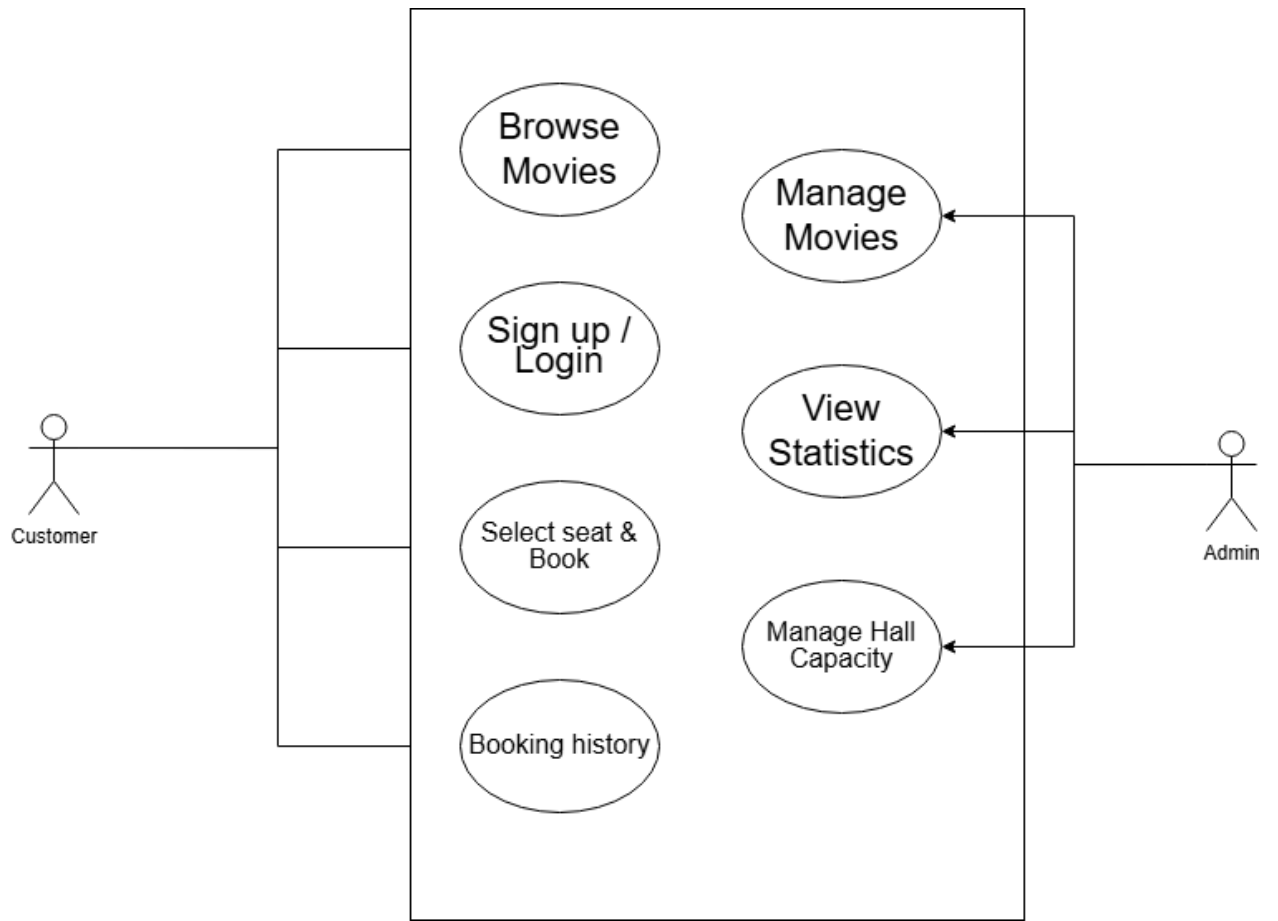 Browse
Movies
Manage
Movies
Sign up /
Login
View
Statistics
Customer
Select seat &
Book
Admin
Manage Hall
Capacity
Booking history